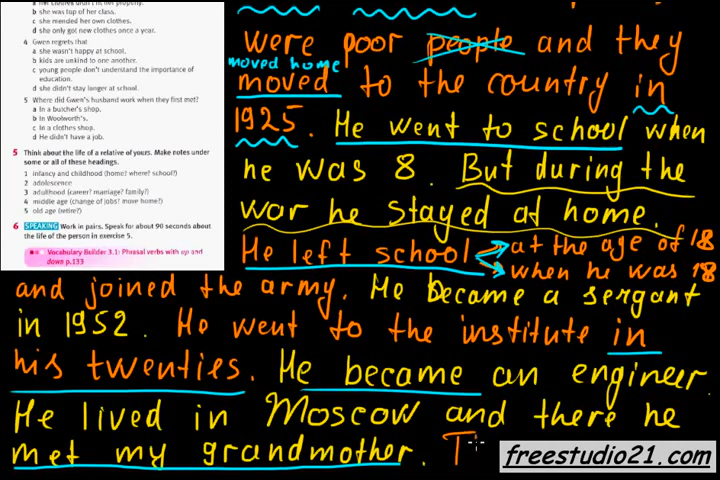 b she was top of her class.
c she mended her own clothes.
d she only got new clothes once a year.
4 Gwen regrets that
a she wasn't happy at school.
b kids are unkind to one another.
c young people don't understand the importance of
education.
d she didn't stay longer at school.
5 Where did Gwen's husband work when they first met?
a In a butcher's shop.
b In Woolworth's.
c In a clothes shop.
d He didn't have a job.
5 Think about the life of a relative of yours. Make notes under
some or all of these headings.
1 infancy and childhood (home? where? school?)
2 adolescence
3 adulthood (career? marriage? family?)
4 middle age (change of jobs? move home?)
5 old age (retire?)
6 SPEAKING Work in pairs. Speak for about 90 seconds about
the life of the person in exercise 5.
Vocabulary Builder 3.1: Phrasal verbs with up and
down p.133
were poor people and they
moved home
moved to the country in
1925. He went to school when
he was 8. But during the
war he stayed at home.
He left school at the age of 18
when he was 18
and joined the army. He became a sergant
in 1952. He went to the institute in
his twenties. He became an engineer.
He lived in Moscow and there he
met my grandmother. T
freestudio21.com